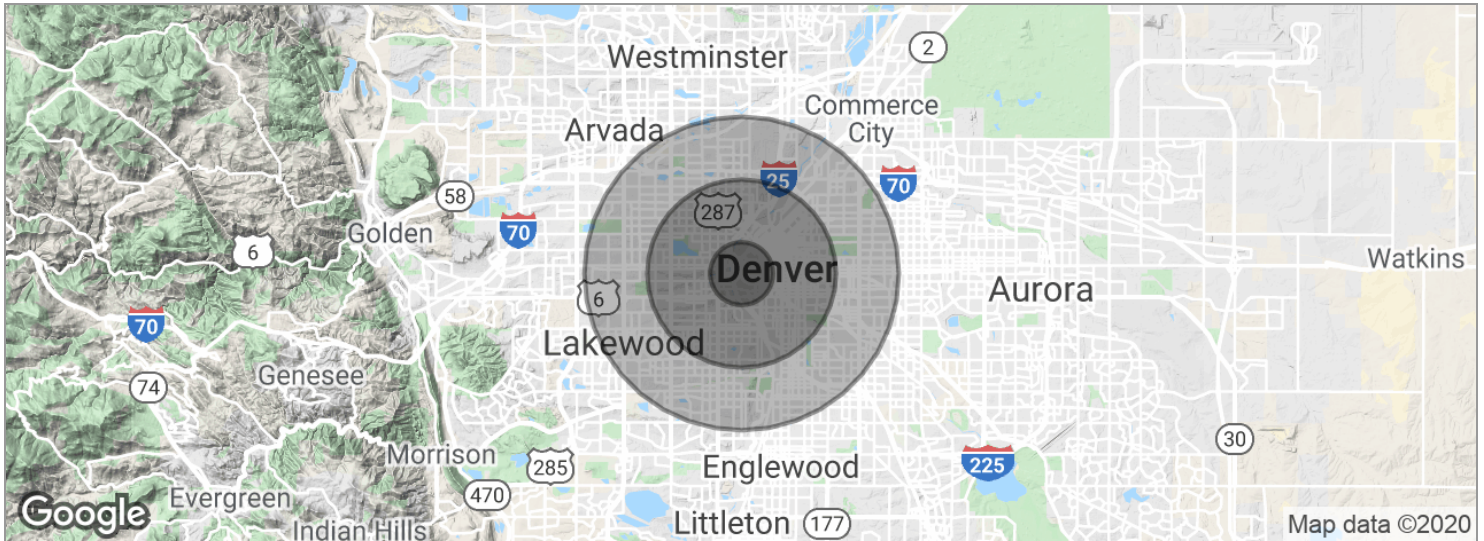 Westminster
2
Commerce
City
Arvada
25
70
58
287
70
Golden
6
Denver
Watkins
6
Aurora
70
Lakewood
Genesee
74
30
Morrison
285
Englewood
225
470
Evergreen
Google
Indian Hills
Littleton
177
Map data ©2020